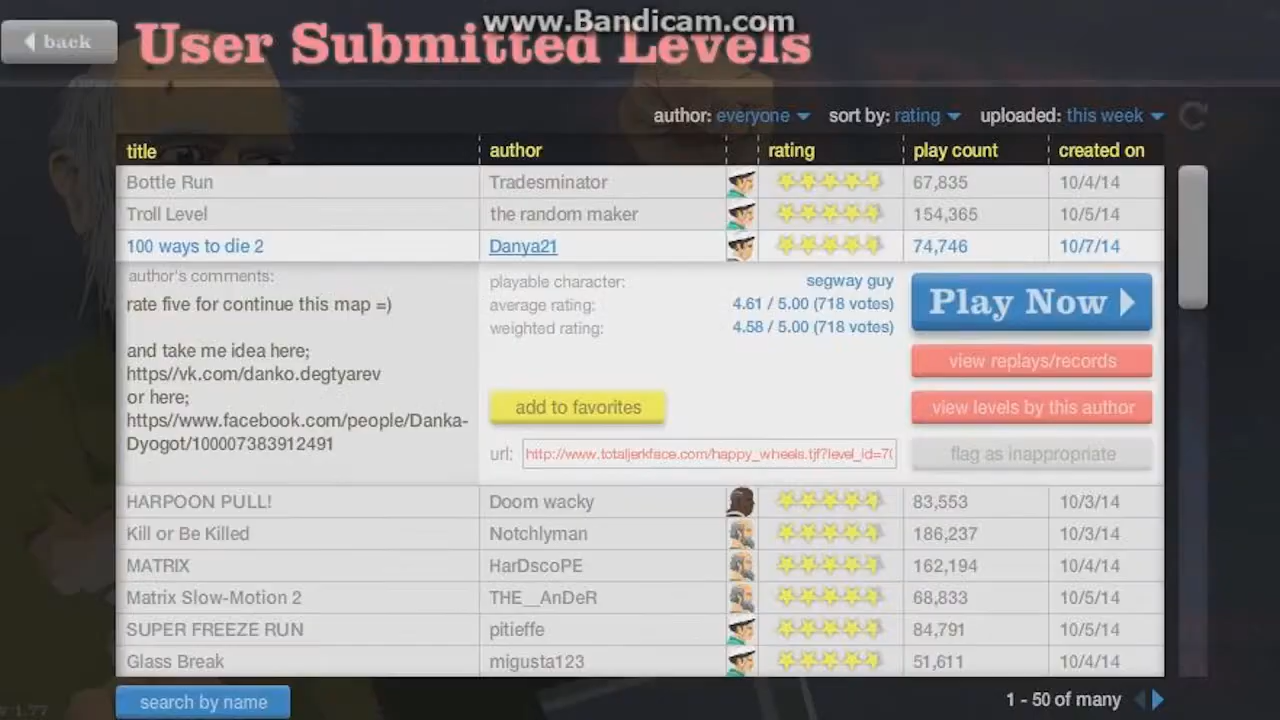 www.Bandicam.com
back
User Submitted Levels
author: everyone sort by: rating uploaded: this week
title author rating play count created on
Bottle Run Tradesminator 67,835 10/4/14
Troll Level the random maker 154,365 10/5/14
100 ways to die 2 Danya21 74,746 10/7/14
author's comments:
rate five for continue this map =)
and take me idea here;
https//vk.com/danko.degtyarev
or here;
https//www.facebook.com/people/Danka-
Dyogot/100007383912491
playable character: segway guy
average rating: 4.61 / 5.00 (718 votes)
weighted rating: 4.58 / 5.00 (718 votes)
add to favorites
url: http://www.totaljerkface.com/happy_wheels.tjf?level_id=7(
Play Now
view replays/records
view levels by this author
flag as inappropriate
HARPOON PULL! Doom wacky 83,553 10/3/14
Kill or Be Killed Notchlyman 186,237 10/3/14
MATRIX HarDscoPE 162,194 10/4/14
Matrix Slow-Motion 2 THE__AnDeR 68,833 10/5/14
SUPER FREEZE RUN pitieffe 84,791 10/5/14
Glass Break migusta123 51,611 10/4/14
search by name
1 - 50 of many
v 1.77